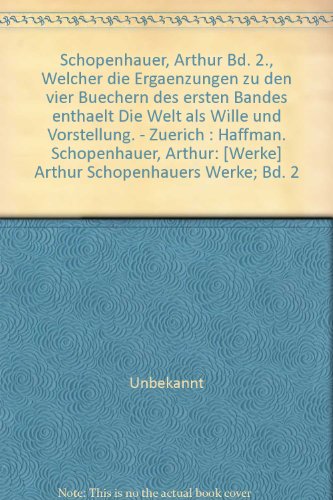 Schopenhauer, Arthur Bd. 2.,
Welcher die Ergaenzungen zu den
vier Buechern des ersten Bandes
enthaelt Die Welt als Wille und
Vorstellung. - Zuerich : Haffman.
Schopenhauer, Arthur: [Werke]
Arthur Schopenhauers Werke; Bd. 2
Unbekannt
Note: This is no the actual book cover